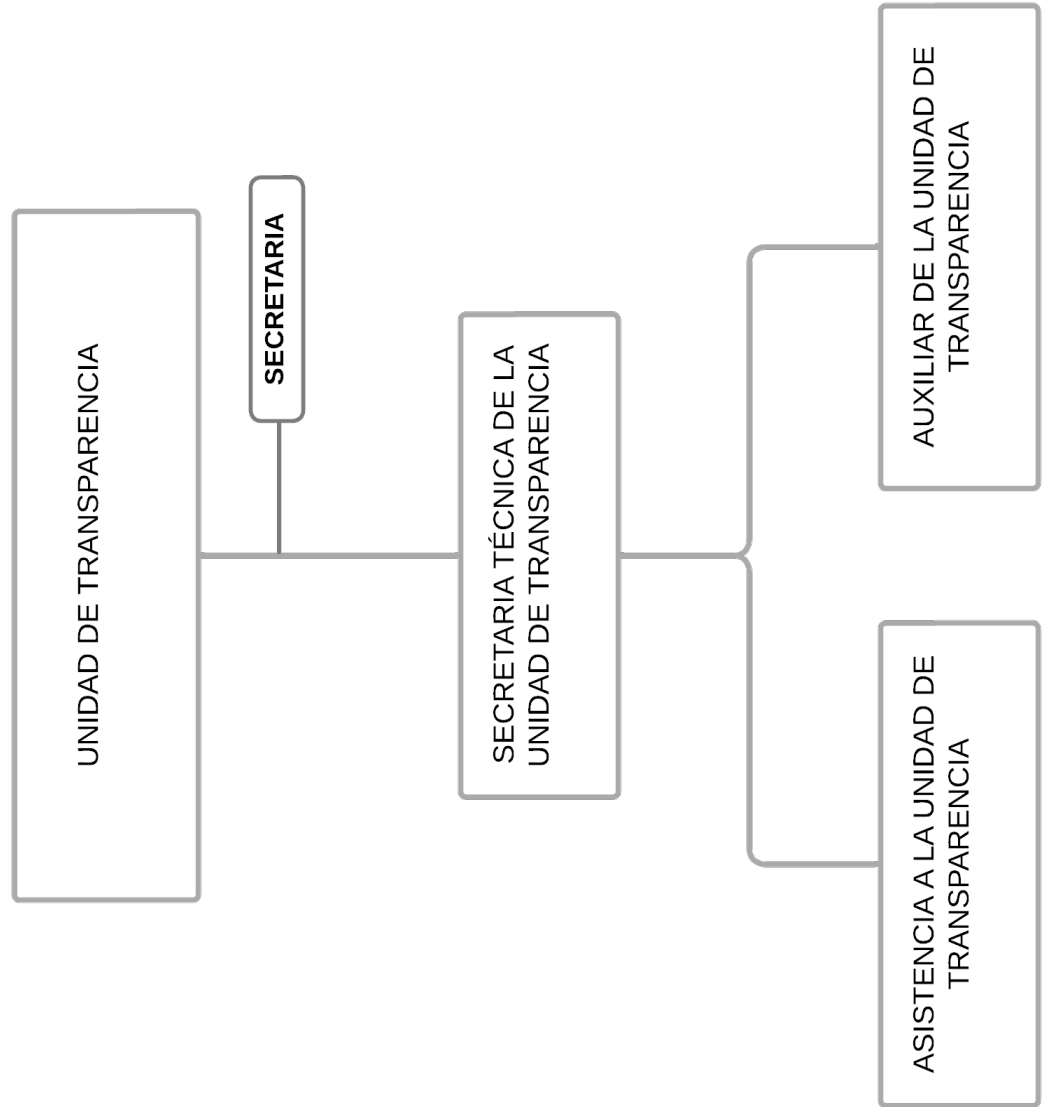 UNIDAD DE TRANSPARENCIA
SECRETARIA
SECRETARIA TÉCNICA DE LA
UNIDAD DE TRANSPARENCIA
ASISTENCIA A LA UNIDAD DE
TRANSPARENCIA
AUXILIAR DE LA UNIDAD DE
TRANSPARENCIA